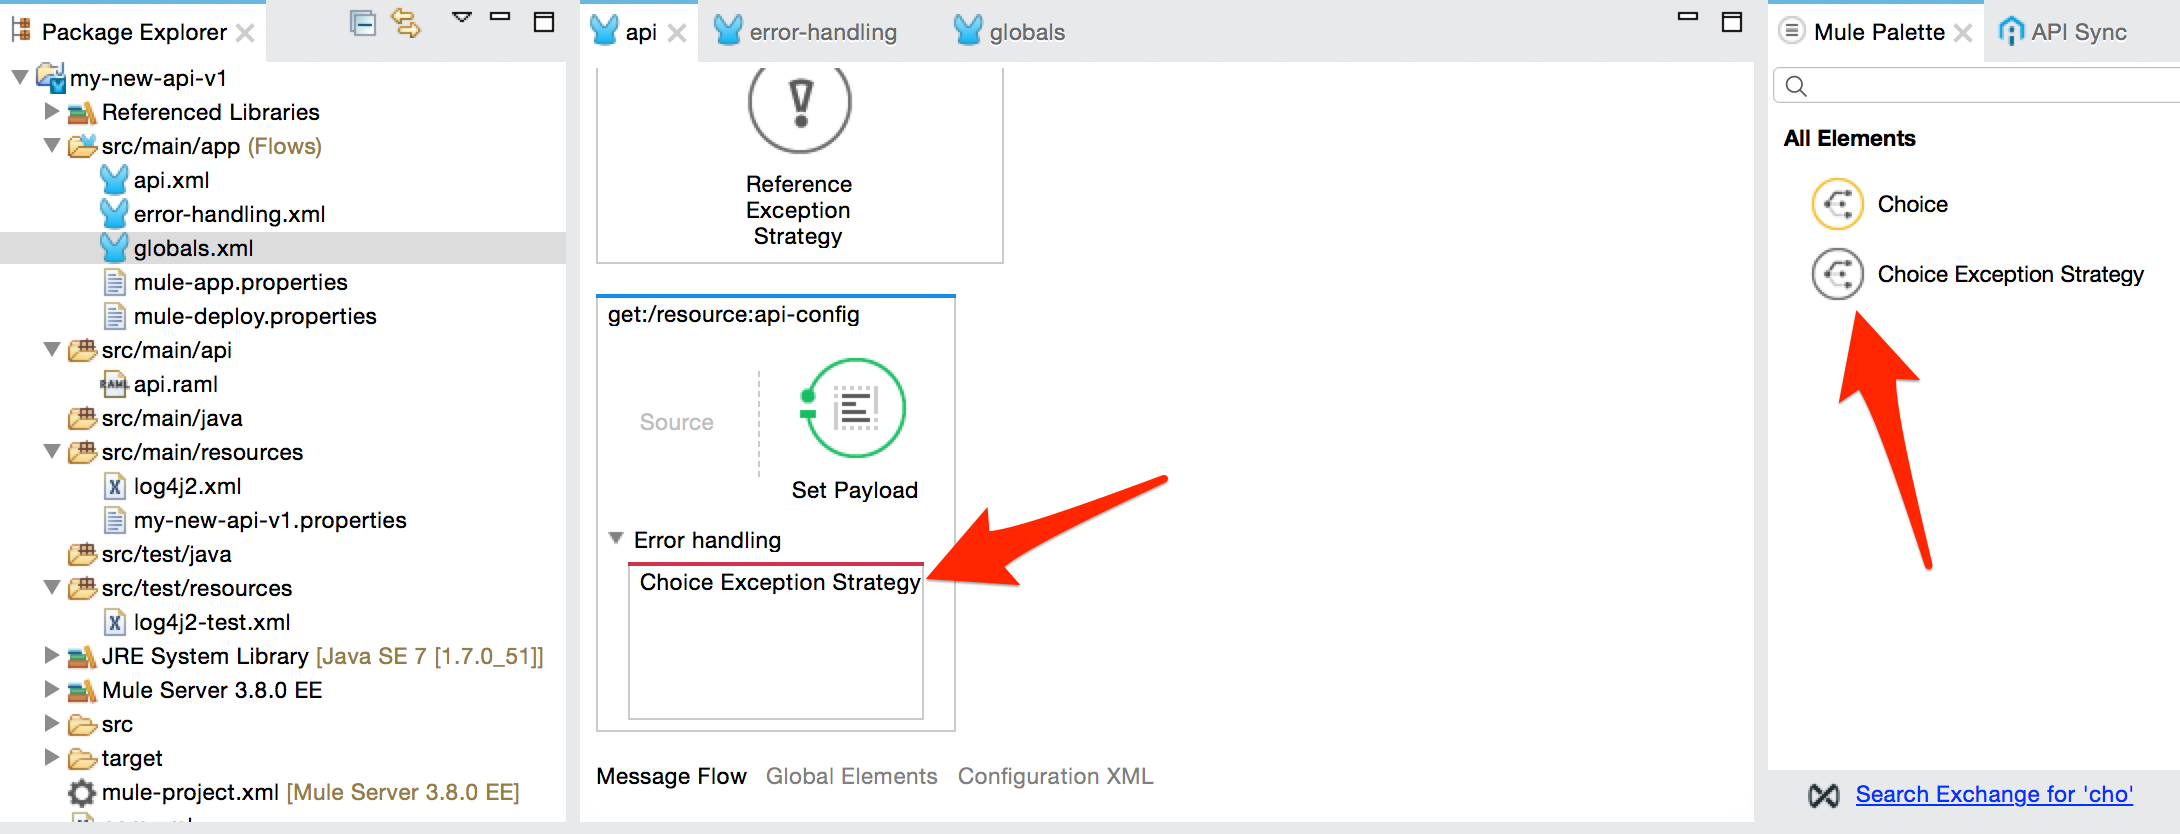 Package Explorer
my-new-api-v1
Referenced Libraries
src/main/app (Flows)
api.xml
error-handling.xml
globals.xml
mule-app.properties
mule-deploy.properties
src/main/api
RAML api.raml
src/main/java
src/main/resources
X log4j2.xml
my-new-api-v1.properties
src/test/java
src/test/resources
X log4j2-test.xml
JRE System Library [Java SE 7 [1.7.0_51]]
Mule Server 3.8.0 EE
src
target
mule-project.xml [Mule Server 3.8.0 EE]
api error-handling globals
Reference
Exception
Strategy
get:/resource:api-config
Source
Set Payload
Error handling
Choice Exception Strategy
Message Flow Global Elements Configuration XML
Mule Palette API Sync
All Elements
Choice
Choice Exception Strategy
Search Exchange for 'cho'